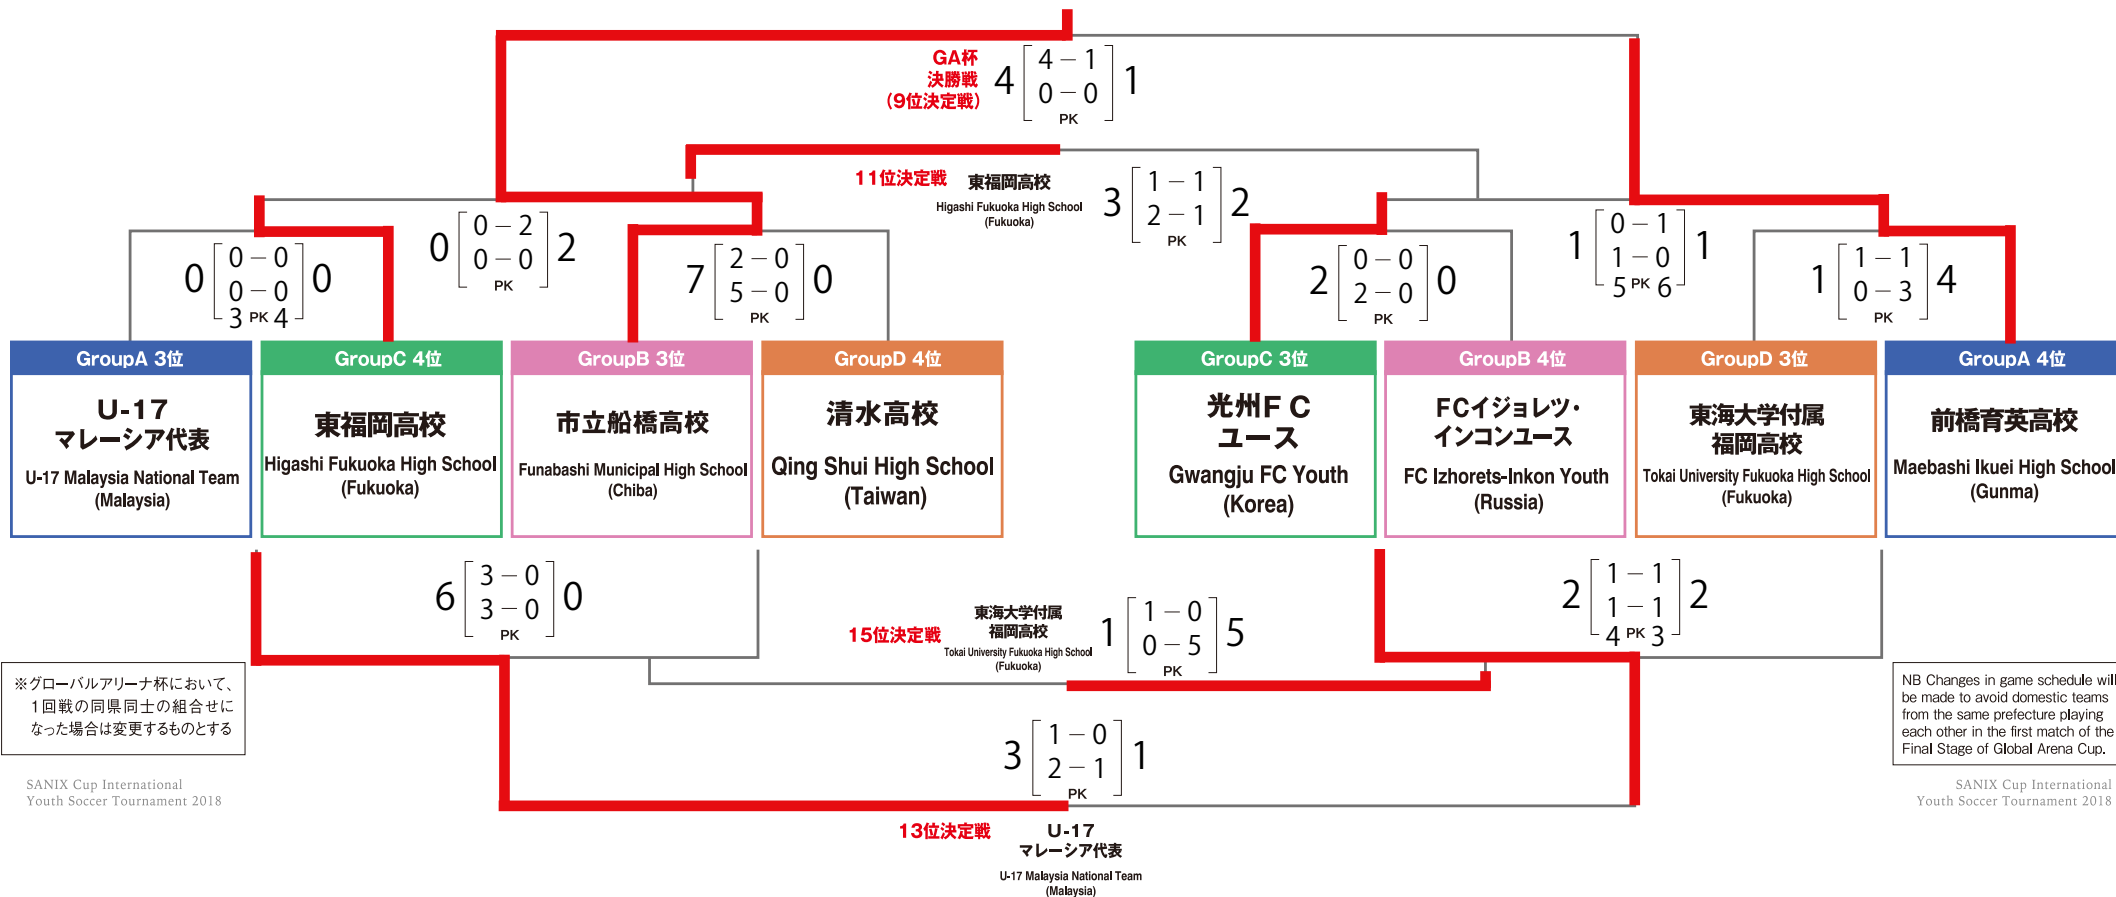 GA杯
決勝戦
(9位決定戦)
4 4－1 1
0－0
PK
11位決定戦
東福岡高校
Higashi Fukuoka High School
(Fukuoka)
3 1－1 2
2－1
PK
0 0－0 0
0－0
3 PK 4
0 0－2 2
0－0
PK
7 2－0 0
5－0
PK
2 0－0 0
2－0
PK
1 0－1 1
1－0
5 PK 6
1 1－1 4
0－3
PK
GroupA 3位
U-17
マレーシア代表
U-17 Malaysia National Team
(Malaysia)
GroupC 4位
東福岡高校
Higashi Fukuoka High School
(Fukuoka)
GroupB 3位
市立船橋高校
Funabashi Municipal High School
(Chiba)
GroupD 4位
清水高校
Qing Shui High School
(Taiwan)
GroupC 3位
光州FC
ユース
Gwangju FC Youth
(Korea)
GroupB 4位
FCイジョレツ・
インコンユース
FC Izhorets-Inkon Youth
(Russia)
GroupD 3位
東海大学付属
福岡高校
Tokai University Fukuoka High School
(Fukuoka)
GroupA 4位
前橋育英高校
Maebashi Ikuei High School
(Gunma)
6 3－0 0
3－0
PK
2 1－1 2
1－1
4 PK 3
15位決定戦
東海大学付属
福岡高校
Tokai University Fukuoka High School
(Fukuoka)
1 1－0 5
0－5
PK
3 1－0 1
2－1
PK
13位決定戦
U-17
マレーシア代表
U-17 Malaysia National Team
(Malaysia)
※グローバルアリーナ杯において、
1回戦の同県同士の組合せに
なった場合は変更するものとする
SANIX Cup International
Youth Soccer Tournament 2018
NB Changes in game schedule will
be made to avoid domestic teams
from the same prefecture playing
each other in the first match of the
Final Stage of Global Arena Cup.
SANIX Cup International
Youth Soccer Tournament 2018